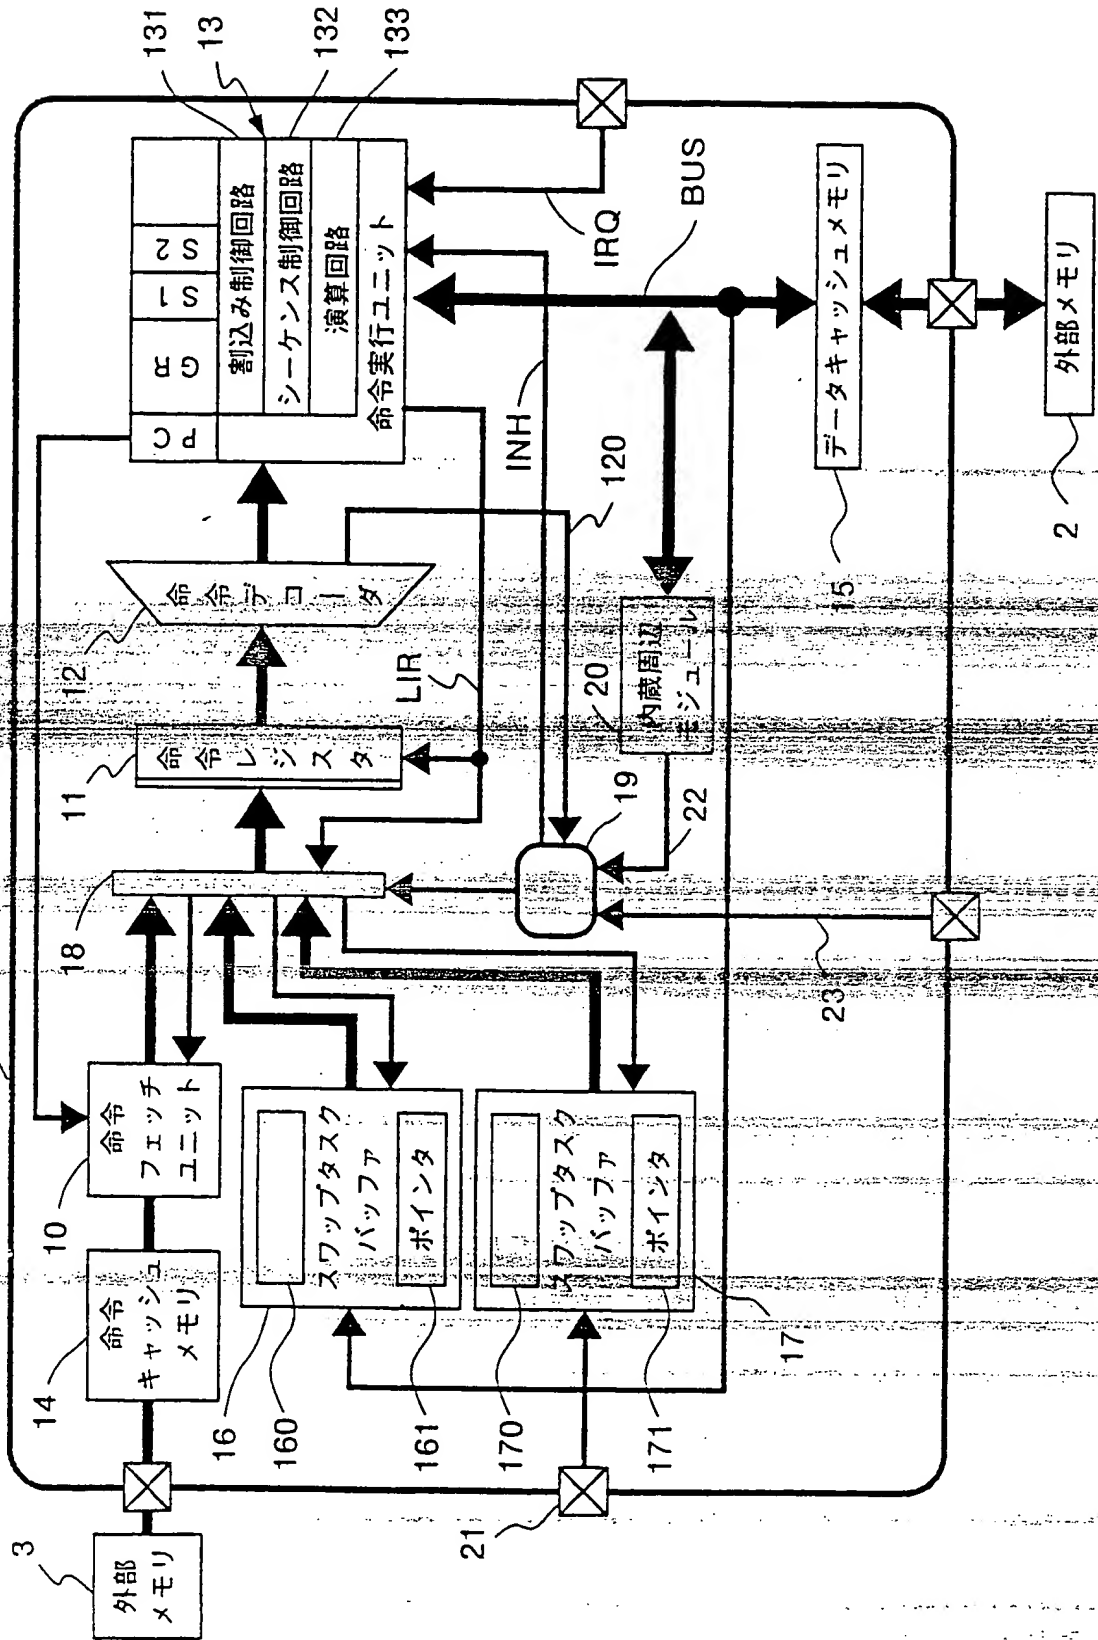 3
外部
メモリ
14
命令
キャッシュ
メモリ
10
命令
フェッチ
ユニット
18
11
命令レジスタ
12
命令デコーダ
PC
GR
S1
S2
割込み制御回路
シーケンス制御回路
演算回路
命令実行ユニット
131
13
132
133
16
160
スワップタスク
バッファ
161
ポインタ
170
スワップタスク
バッファ
171
ポインタ
17
21
LIR
INH
IRQ
BUS
120
19
20
内蔵周辺
モジュール
22
23
15
データキャッシュメモリ
2
外部メモリ